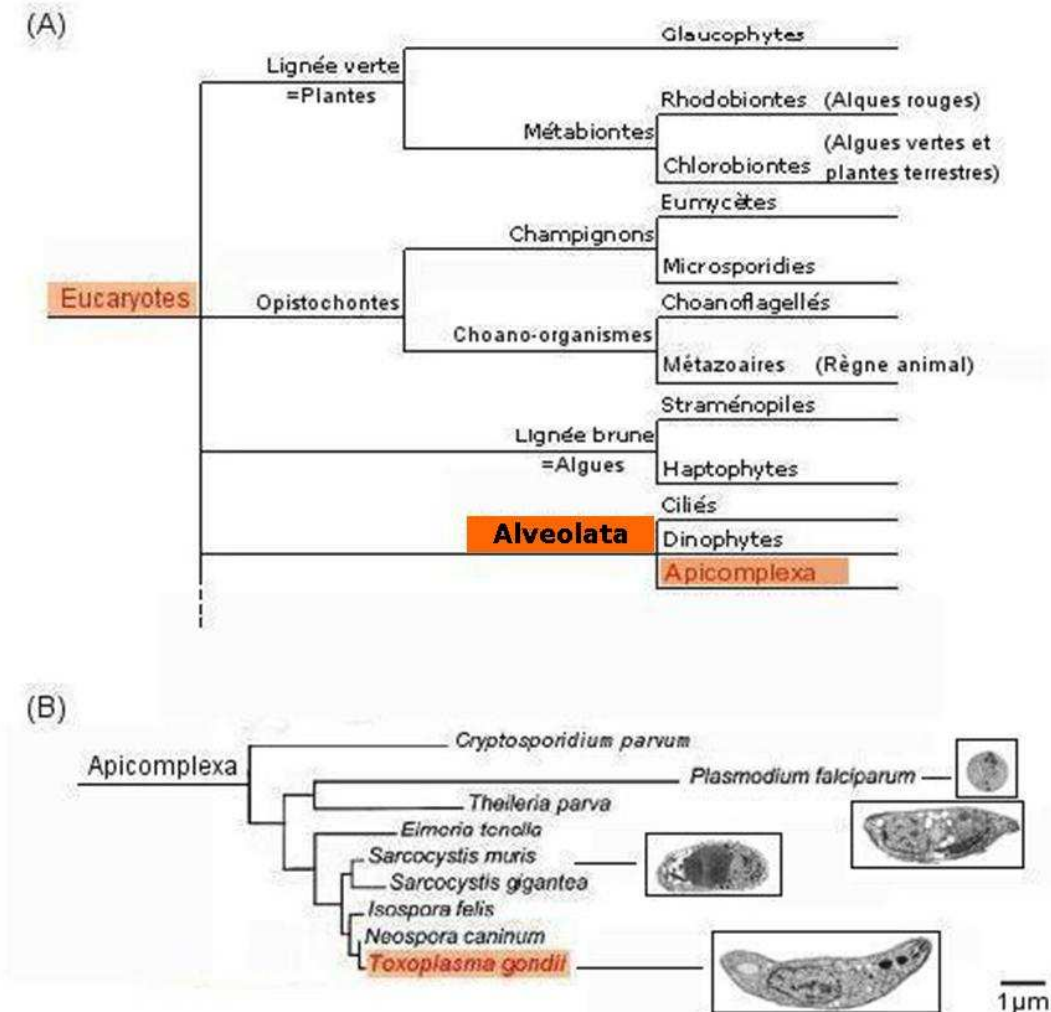 (A)
Glaucophytes
Lignée verte
=Plantes
Rhodobiontes (Alques rouges)
Métabiontes
(Algues vertes et
Chlorobiontes plantes terrestres)
Eumycètes
Champignons
Microsporidies
Eucaryotes
Opistochontes
Choanoflagellés
Choano-organismes
Métazoaires (Règne animal)
Straménopiles
Lignée brune
=Algues
Haptophytes
Ciliés
Alveolata
Dinophytes
Apicomplexa
(B)
Cryptosporidium parvum
Apicomplexa
Plasmodium falciparum
Theileria parva
Eimeria tenella
Sarcocystis muris
Sarcocystis gigantea
Isospora felis
Neospora caninum
Toxoplasma gondii
1µm